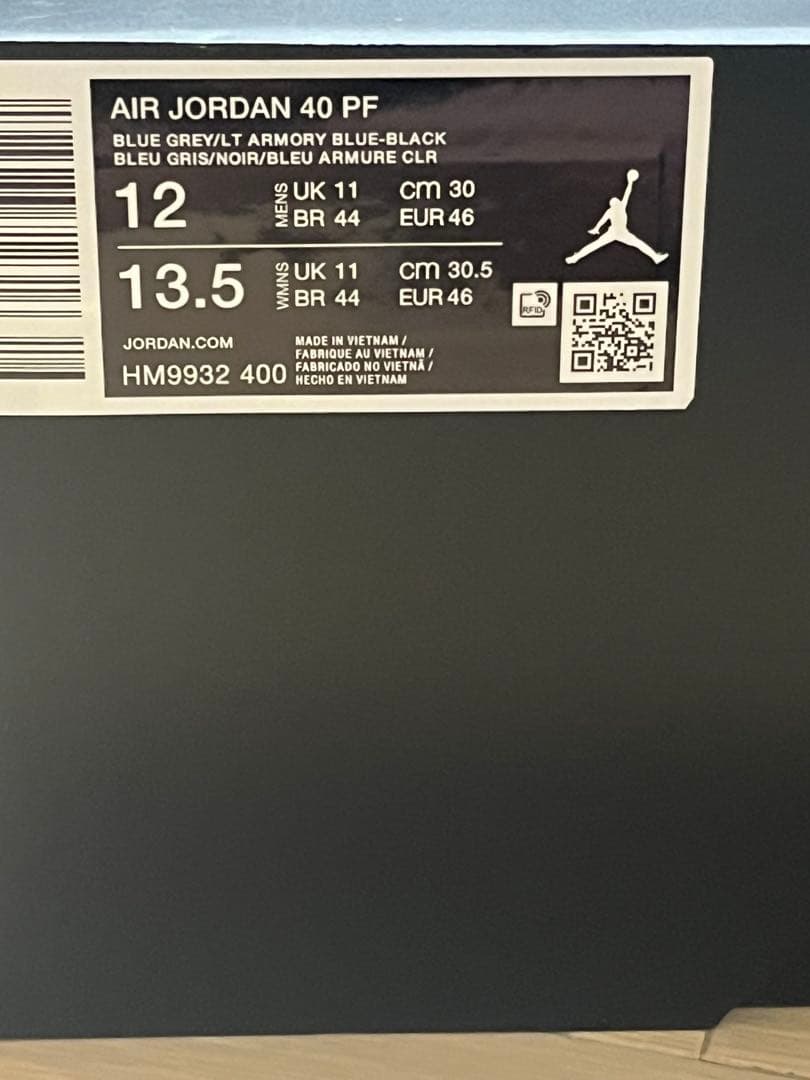 AIR JORDAN 40 PF
BLUE GREY/LT ARMORY BLUE-BLACK
BLEU GRIS/NOIR/BLEU ARMURE CLR
12 MENS UK 11 cm 30
BR 44 EUR 46
13.5 WMNS UK 11 cm 30.5
BR 44 EUR 46
RFID
JORDAN.COM
HM9932 400
MADE IN VIETNAM /
FABRIQUE AU VIETNAM /
FABRICADO NO VIETNÃ /
HECHO EN VIETNAM